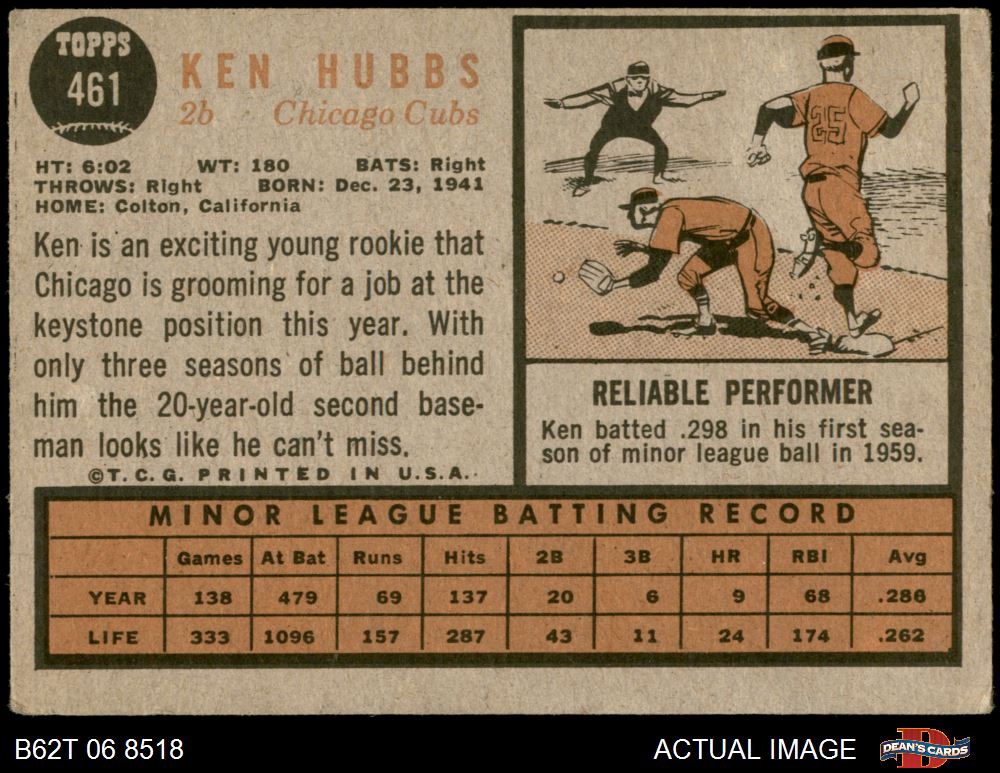 TOPPS
461
KEN HUBBS
2b Chicago Cubs
HT: 6:02 WT: 180 BATS: Right
THROWS: Right BORN: Dec. 23, 1941
HOME: Colton, California
Ken is an exciting young rookie that
Chicago is grooming for a job at the
keystone position this year. With
only three seasons of ball behind
him the 20-year-old second base-
man looks like he can't miss.
©T.C.G. PRINTED IN U.S.A.
25
RELIABLE PERFORMER
Ken batted .298 in his first sea-
son of minor league ball in 1959.
MINOR LEAGUE BATTING RECORD
Games At Bat Runs Hits 2B 3B HR RBI Avg
YEAR 138 479 69 137 20 6 9 68 .286
LIFE 333 1096 157 287 43 11 24 174 .262
B62T 06 8518 ACTUAL IMAGE DEAN'S CARDS